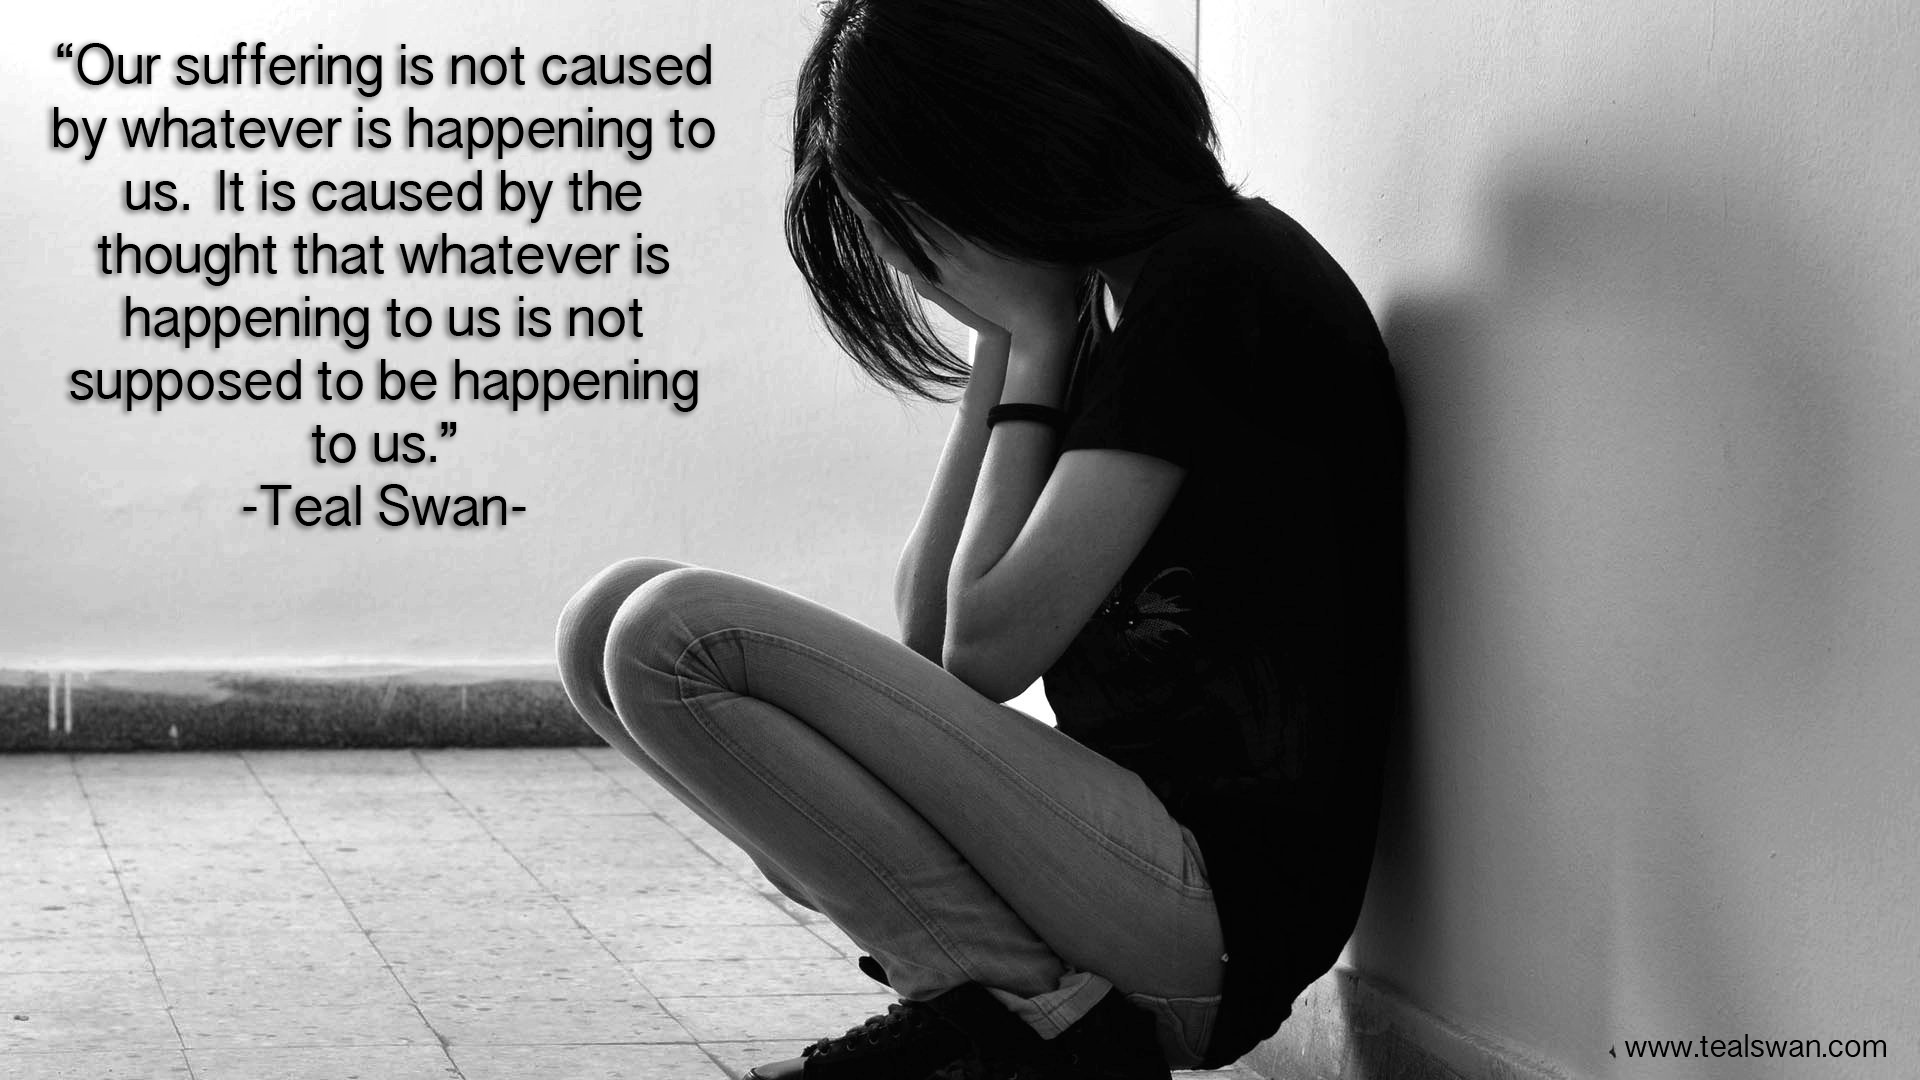 “Our suffering is not caused
by whatever is happening to
us.  It is caused by the
thought that whatever is
happening to us is not
supposed to be happening
to us.”
-Teal Swan-
www.tealswan.com